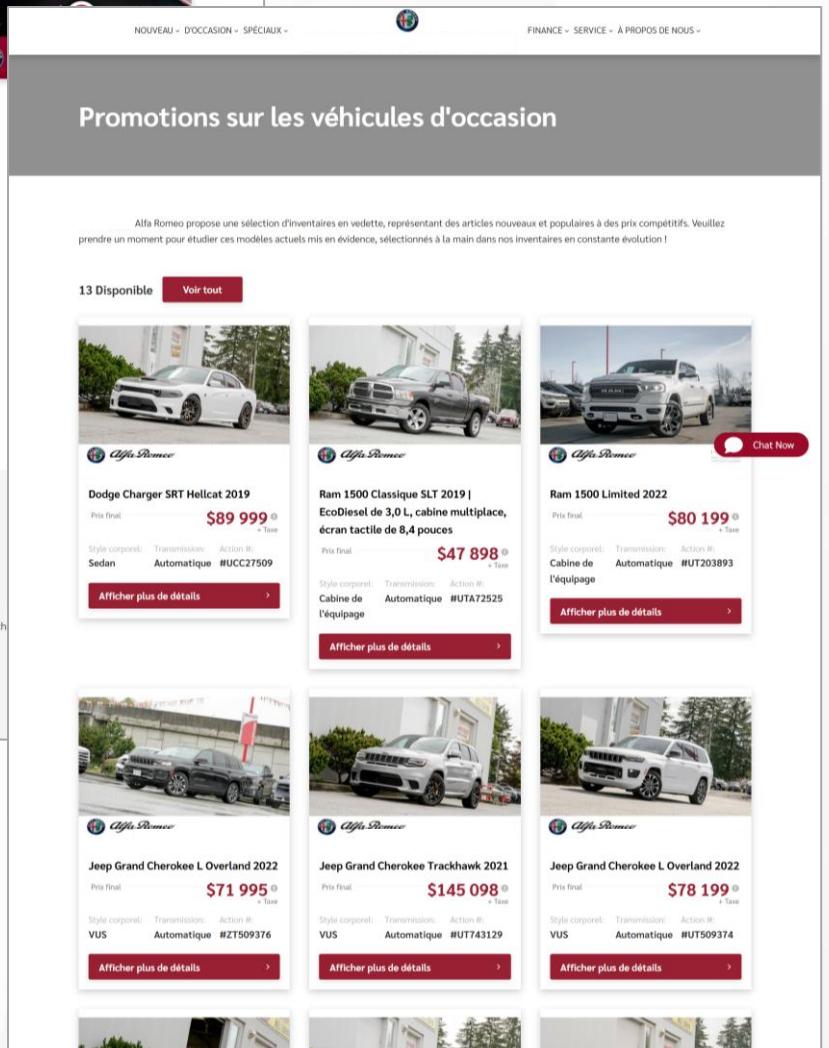 NOUVEAU D'OCCASION SPÉCIAUX FINANCE SERVICE À PROPOS DE NOUS
Promotions sur les véhicules d'occasion
Alfa Romeo propose une sélection d'inventaires en vedette, représentant des articles nouveaux et populaires à des prix compétitifs. Veuillez
prendre un moment pour étudier ces modèles actuels mis en évidence, sélectionnés à la main dans nos inventaires en constante évolution !
13 Disponible Voir tout
Alfa Romeo
Dodge Charger SRT Hellcat 2019
Prix final $89 999
+ Taxe
Style corporel: Transmission: Action #:
Sedan Automatique #UCC27509
Afficher plus de détails
Alfa Romeo
Ram 1500 Classique SLT 2019 |
EcoDiesel de 3,0 L, cabine multiplace,
écran tactile de 8,4 pouces
Prix final $47 898
+ Taxe
Style corporel: Transmission: Action #:
Cabine de Automatique #UTA72525
l'équipage
Afficher plus de détails
RAM
Alfa Romeo
Chat Now
Ram 1500 Limited 2022
Prix final $80 199
+ Taxe
Style corporel: Transmission: Action #:
Cabine de Automatique #UT203893
l'équipage
Afficher plus de détails
Alfa Romeo
Jeep Grand Cherokee L Overland 2022
Prix final $71 995
+ Taxe
Style corporel: Transmission: Action #:
VUS Automatique #ZT509376
Afficher plus de détails
Alfa Romeo
Jeep Grand Cherokee Trackhawk 2021
Prix final $145 098
+ Taxe
Style corporel: Transmission: Action #:
VUS Automatique #UT743129
Afficher plus de détails
Alfa Romeo
Jeep Grand Cherokee L Overland 2022
Prix final $78 199
+ Taxe
Style corporel: Transmission: Action #:
VUS Automatique #UT509374
Afficher plus de détails